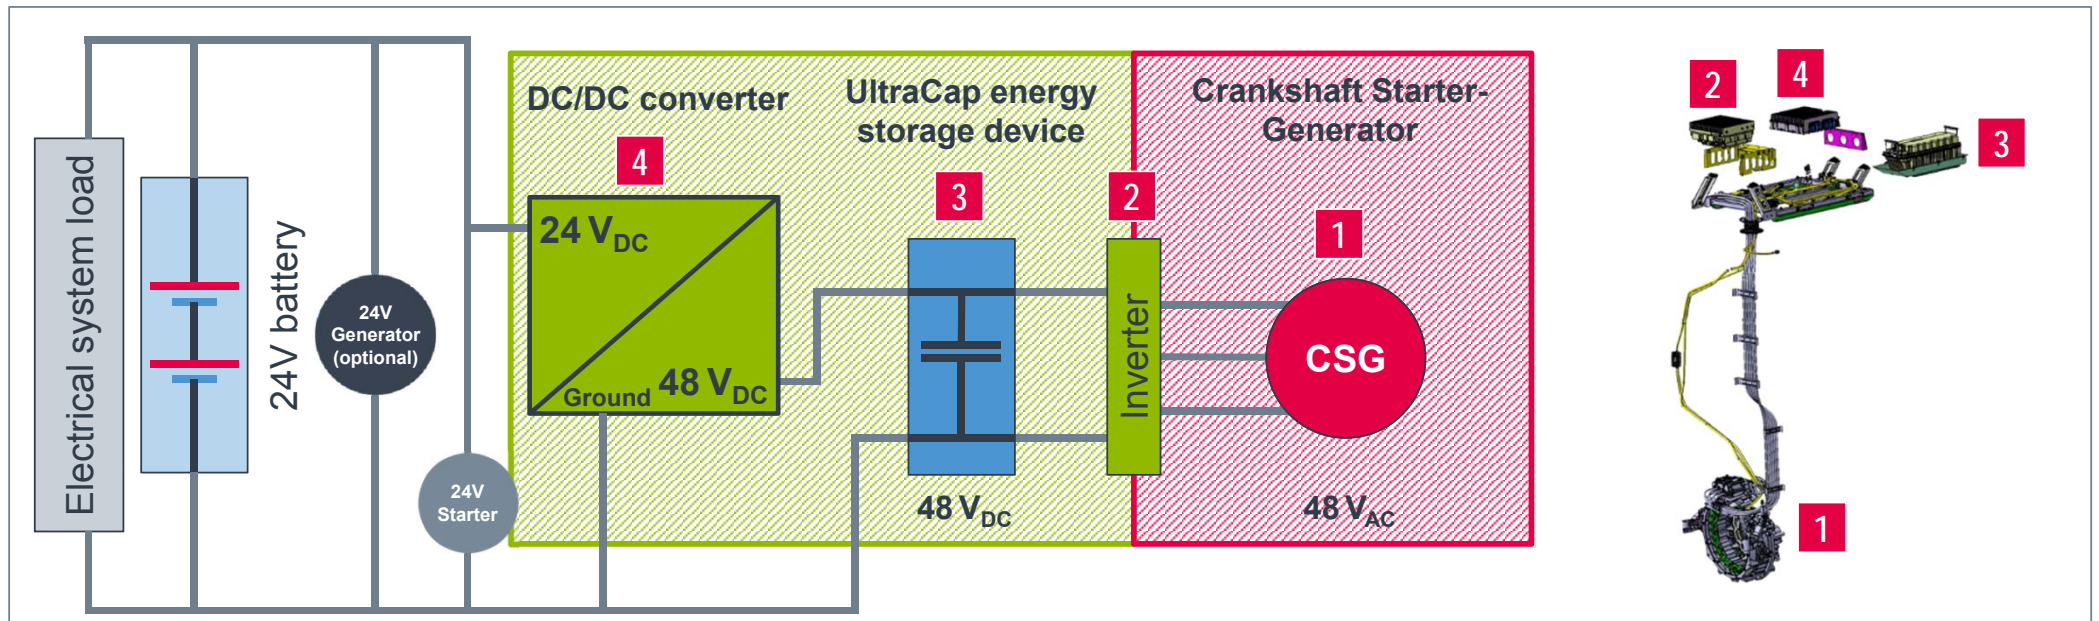 Electrical system load
24V battery
24V
Generator
(optional)
24V
Starter
DC/DC converter
4
24 VDC
Ground
48 VDC
UltraCap energy
storage device
3
48 VDC
2
Inverter
Crankshaft Starter-
Generator
1
CSG
48 VAC
2
4
3
1